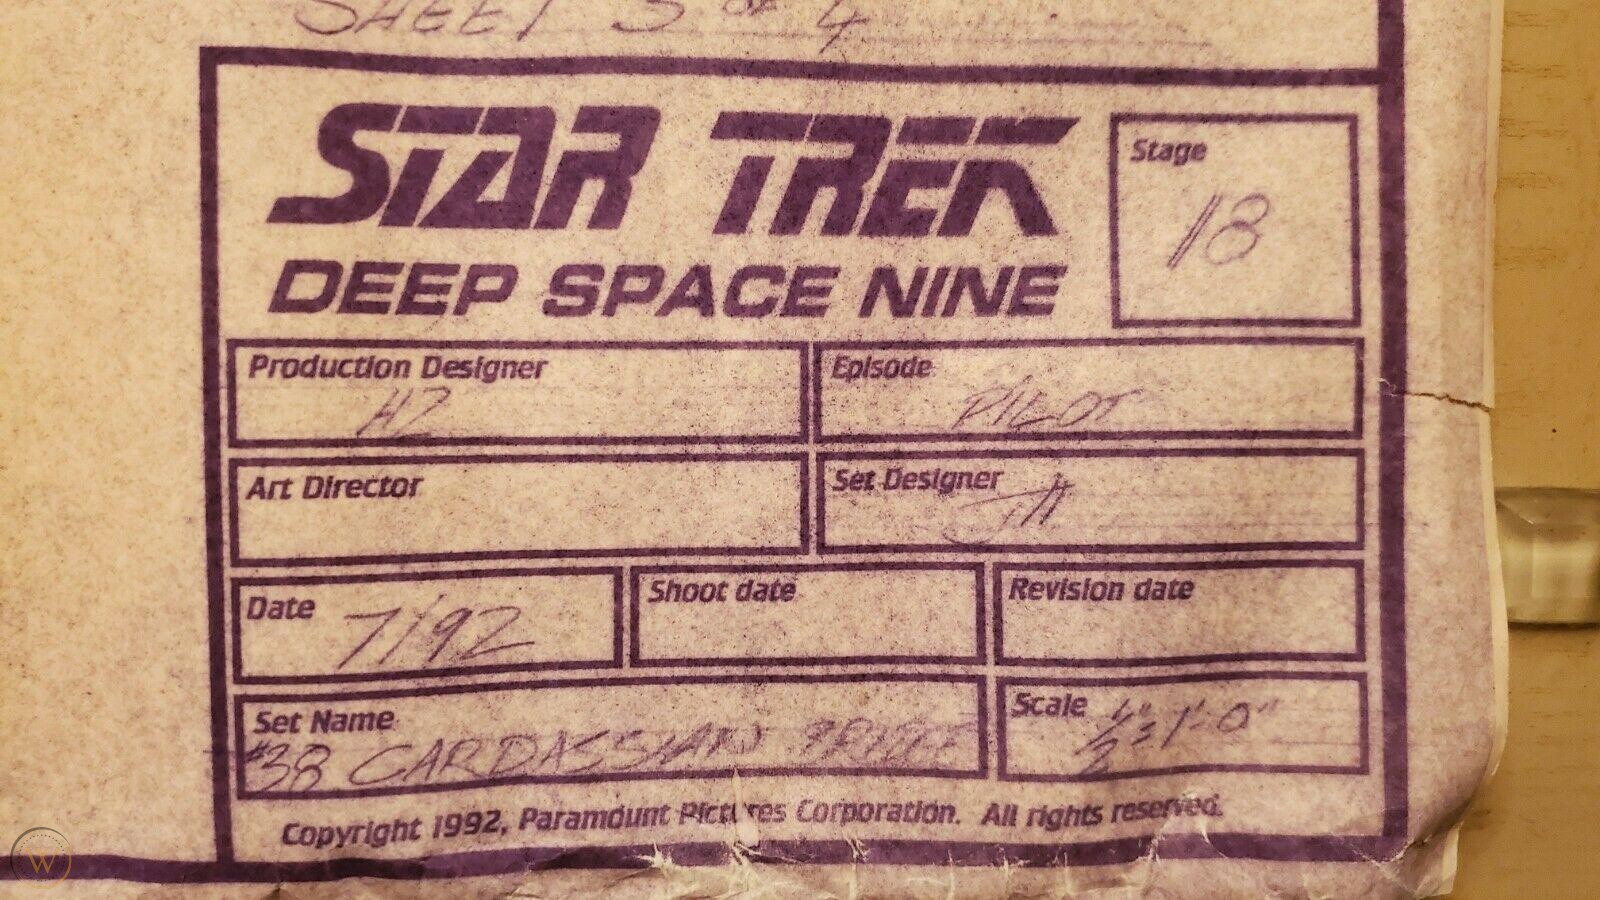 SHEET 3 OF 4
STAR TREK
DEEP SPACE NINE
Stage
18
Production Designer
HZ
Episode
PILOT
Art Director
Set Designer
JH
Date 7/92
Shoot date
Revision date
Set Name
#38 CARDASSIAN BRIDGE
Scale 1/2" = 1'-0"
Copyright 1992, Paramount Pictures Corporation. All rights reserved.
W